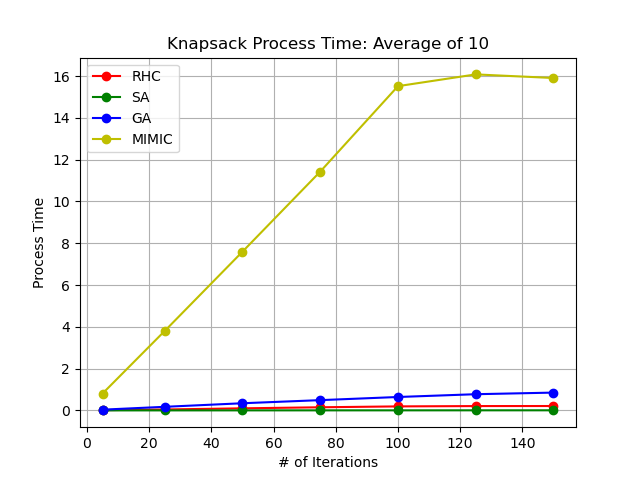 Knapsack Process Time: Average of 10
RHC
SA
GA
MIMIC
16
14
12
10
8
6
4
2
0
Process Time
0 20 40 60 80 100 120 140
# of Iterations